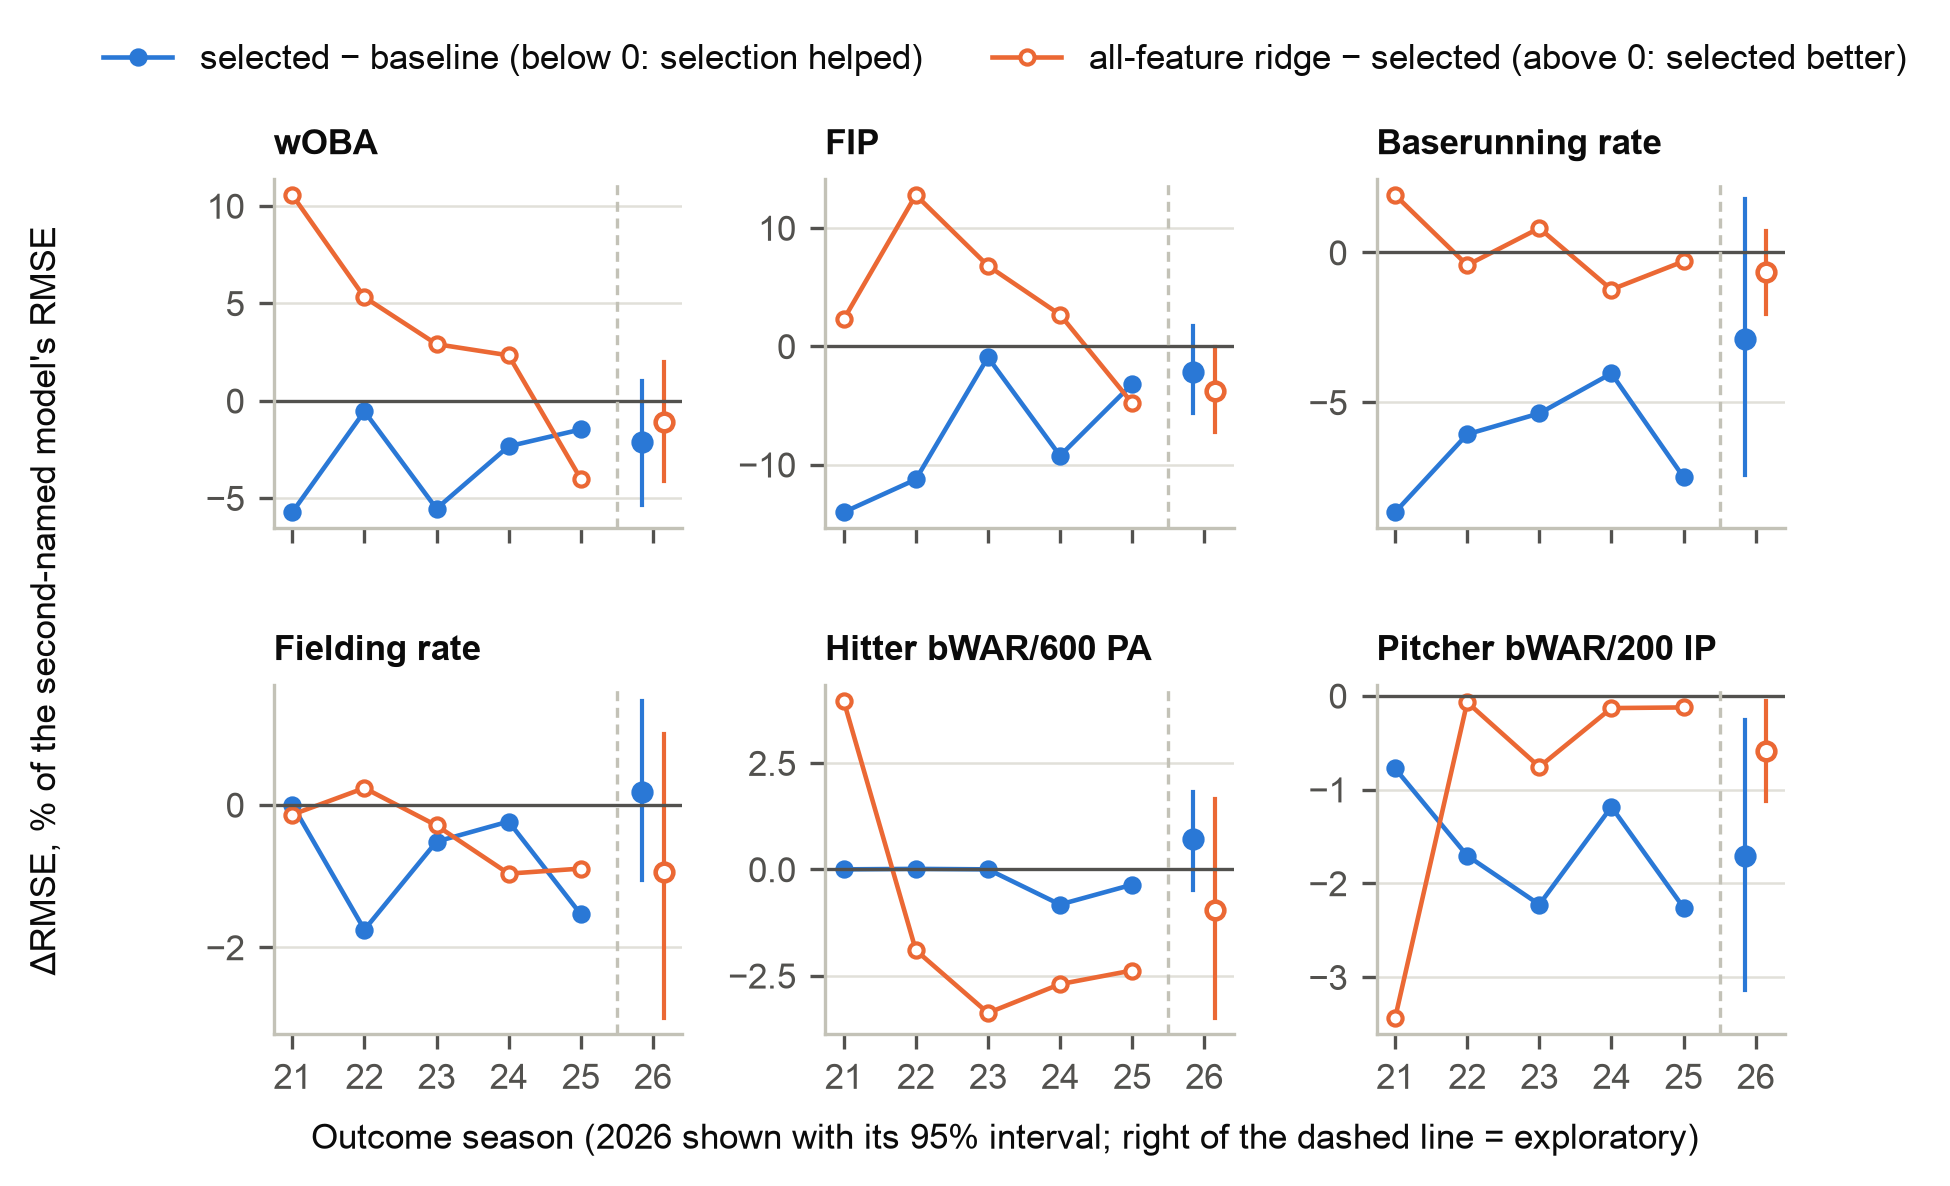 selected − baseline (below 0: selection helped)
all-feature ridge − selected (above 0: selected better)
ΔRMSE, % of the second-named model's RMSE
wOBA
10
5
0
−5
FIP
10
0
−10
Baserunning rate
0
−5
Fielding rate
0
−2
21 22 23 24 25 26
Hitter bWAR/600 PA
2.5
0.0
−2.5
21 22 23 24 25 26
Pitcher bWAR/200 IP
0
−1
−2
−3
21 22 23 24 25 26
Outcome season (2026 shown with its 95% interval; right of the dashed line = exploratory)